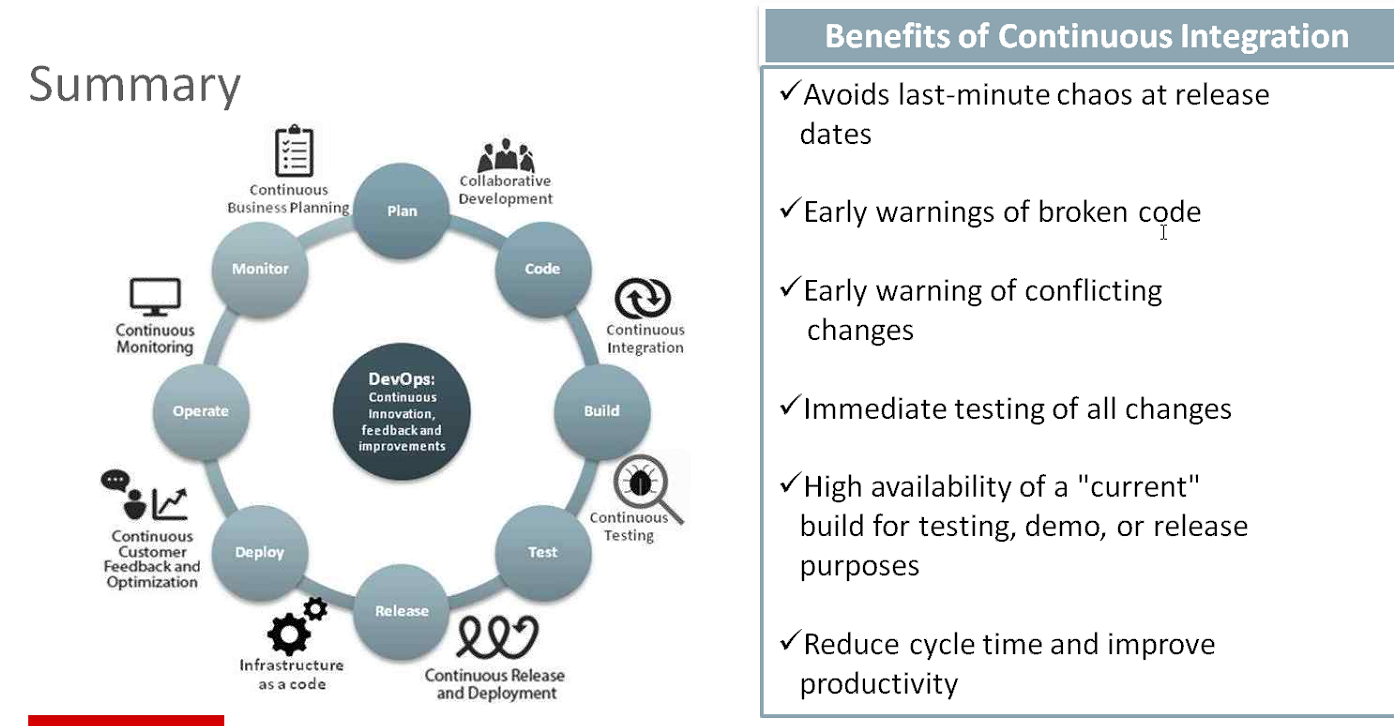 Summary
Continuous
Business Planning
Collaborative
Development
Plan
Monitor
Code
Continuous
Monitoring
Continuous
Integration
DevOps:
Continuous
Innovation,
feedback and
improvements
Operate
Build
Continuous
Testing
Continuous
Customer
Feedback and
Optimization
Deploy
Test
Release
Infrastructure
as a code
Continuous Release
and Deployment
Benefits of Continuous Integration
✓Avoids last-minute chaos at release
dates
✓Early warnings of broken code
✓Early warning of conflicting
changes
✓Immediate testing of all changes
✓High availability of a "current"
build for testing, demo, or release
purposes
✓Reduce cycle time and improve
productivity